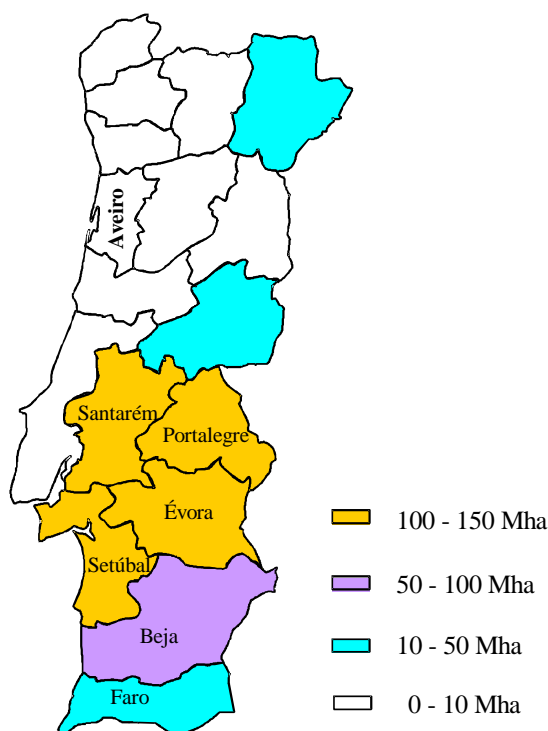 Aveiro
Santarém
Portalegre
Évora
Setúbal
Beja
Faro
100 - 150 Mha
50 - 100 Mha
10 - 50 Mha
0 - 10 Mha